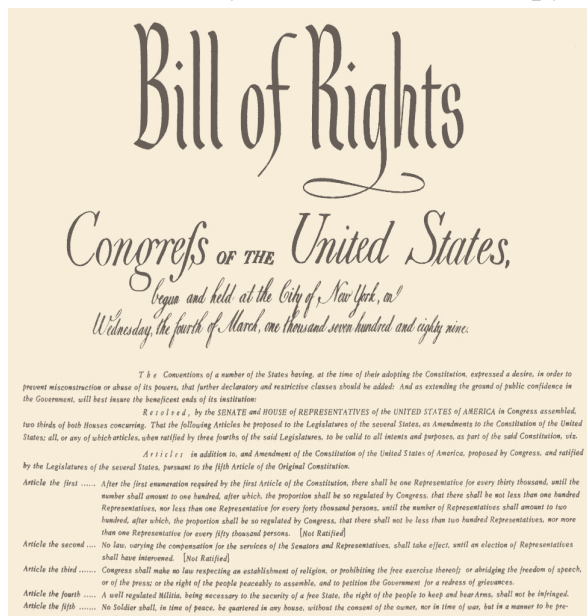 Bill of Rights
Congreſs OF THE United States,
begun and held at the City of New York, on
Wednesday, the fourth of March, one thousand seven hundred and eighty nine.
The Conventions of a number of the States having, at the time of their adopting the Constitution, expressed a desire, in order to
prevent misconstruction or abuse of its powers, that further declaratory and restrictive clauses should be added: And as extending the ground of public confidence in
the Government, will best insure the beneficent ends of its institution:
Resolved, by the SENATE and HOUSE of REPRESENTATIVES of the UNITED STATES of AMERICA in Congress assembled,
two thirds of both Houses concurring. That the following Articles be proposed to the Legislatures of the several States, as Amendments to the Constitution of the United
States; all, or any of which articles, when ratified by three fourths of the said Legislatures, to be valid to all intents and purposes, as part of the said Constitution, viz.
Articles in addition to, and Amendment of the Constitution of the United States of America, proposed by Congress, and ratified
by the Legislatures of the several States, pursuant to the fifth Article of the Original Constitution.
Article the first ...... After the first enumeration required by the first Article of the Constitution, there shall be one Representative for every thirty thousand, until the
number shall amount to one hundred, after which, the proportion shall be so regulated by Congress, that there shall be not less than one hundred
Representatives, nor less than one Representative for every forty thousand persons, until the number of Representatives shall amount to two
hundred, after which, the proportion shall be so regulated by Congress, that there shall not be less than two hundred Representatives, nor more
than one Representative for every fifty thousand persons. [Not Ratified]
Article the second .... No law, varying the compensation for the services of the Senators and Representatives, shall take effect, until an election of Representatives
shall have intervened. [Not Ratified]
Article the third ....... Congress shall make no law respecting an establishment of religion, or prohibiting the free exercise thereof; or abridging the freedom of speech,
or of the press; or the right of the people peaceably to assemble, and to petition the Government for a redress of grievances.
Article the fourth ..... A well regulated Militia, being necessary to the security of a free State, the right of the people to keep and bear Arms, shall not be infringed.
Article the fifth ....... No Soldier shall, in time of peace, be quartered in any house, without the consent of the owner, nor in time of war, but in a manner to be pre-